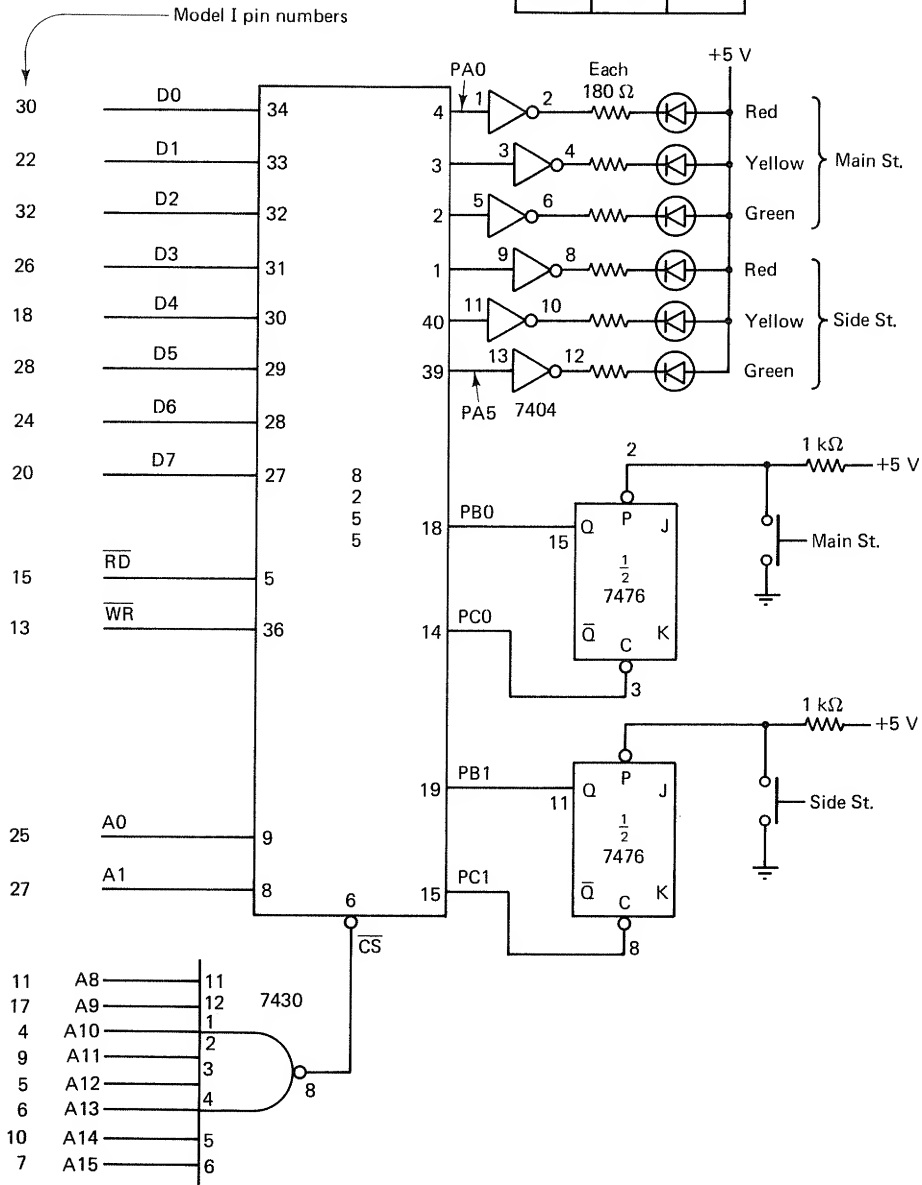 Model I pin numbers
+5 V
PA0
Each
180 Ω
30 D0 34 4 1 2 Red
22 D1 33 3 3 4 Yellow Main St.
32 D2 32 2 5 6 Green
26 D3 31 1 9 8 Red
18 D4 30 40 11 10 Yellow Side St.
28 D5 29 39 13 12 Green
PA5 7404
24 D6 28
20 D7 27
8
2
5
5
2 1 kΩ +5 V
18 PB0 15 Q P J
Main St.
1/2
7476
15 R̅D̅ 5
13 W̅R̅ 36
14 PC0 Q̅ C K
3
1 kΩ +5 V
19 PB1 11 Q P J
Side St.
1/2
7476
25 A0 9
27 A1 8
15 PC1 Q̅ C K
8
6
C̅S̅
11 A8 11
17 A9 12 7430
4 A10 1
9 A11 2
5 A12 3
6 A13 4 8
10 A14 5
7 A15 6